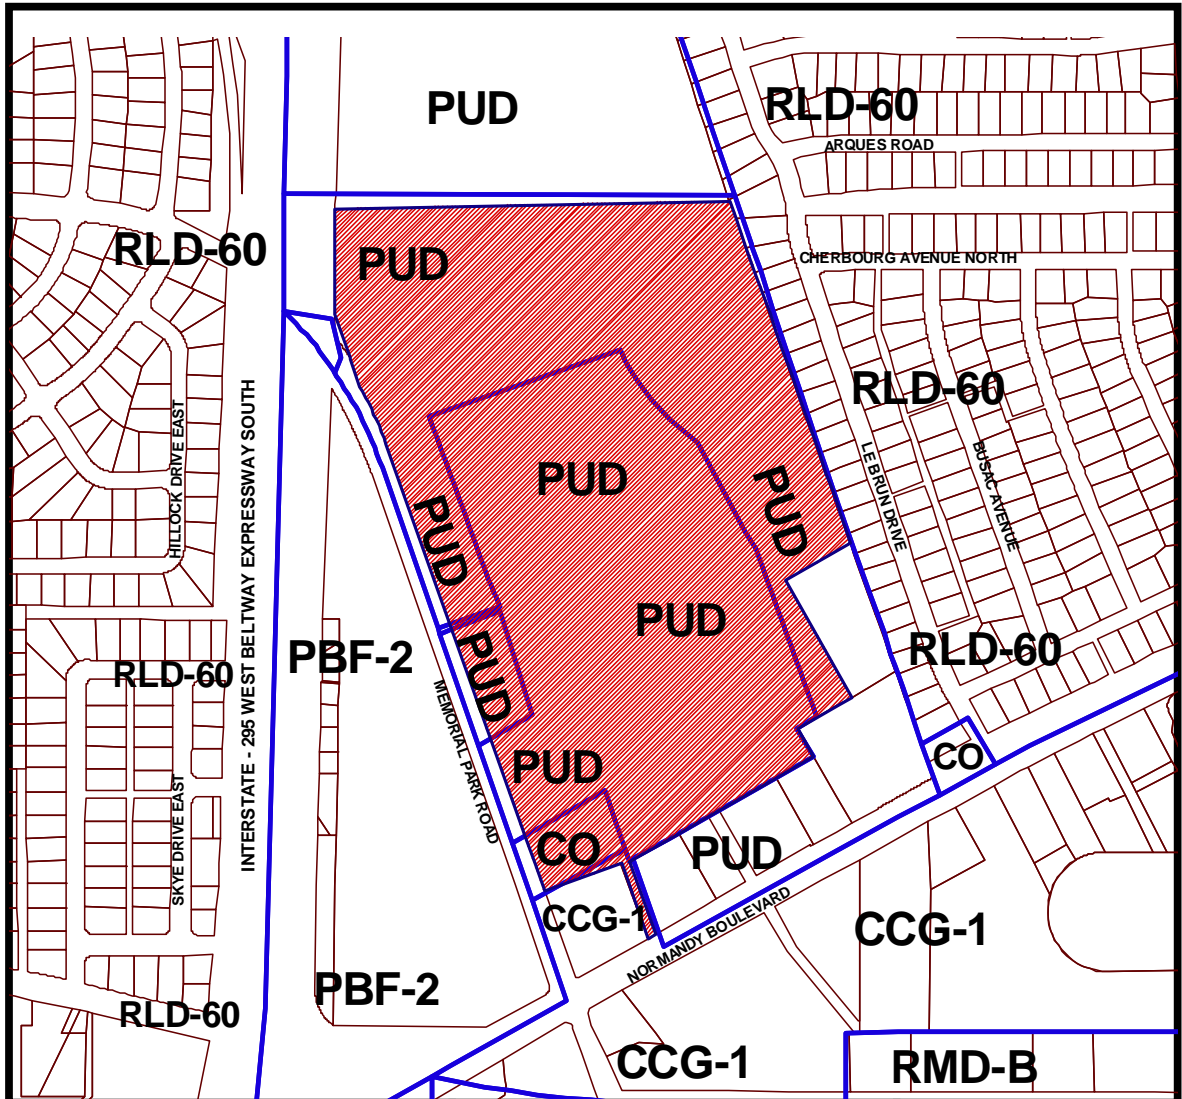 PUD
RLD-60
ARQUES ROAD
RLD-60
PUD
CHERBOURG AVENUE NORTH
RLD-60
HILLOCK DRIVE EAST
INTERSTATE - 295 WEST BELTWAY EXPRESSWAY SOUTH
PUD
PUD
PUD
LE BRUN DRIVE
BUSAC AVENUE
PUD
PBF-2
RLD-60
RLD-60
PUD
MEMORIAL PARK ROAD
PUD
CO
SKYE DRIVE EAST
CO
PUD
CCG-1
CCG-1
NORMANDY BOULEVARD
PBF-2
RLD-60
CCG-1
RMD-B